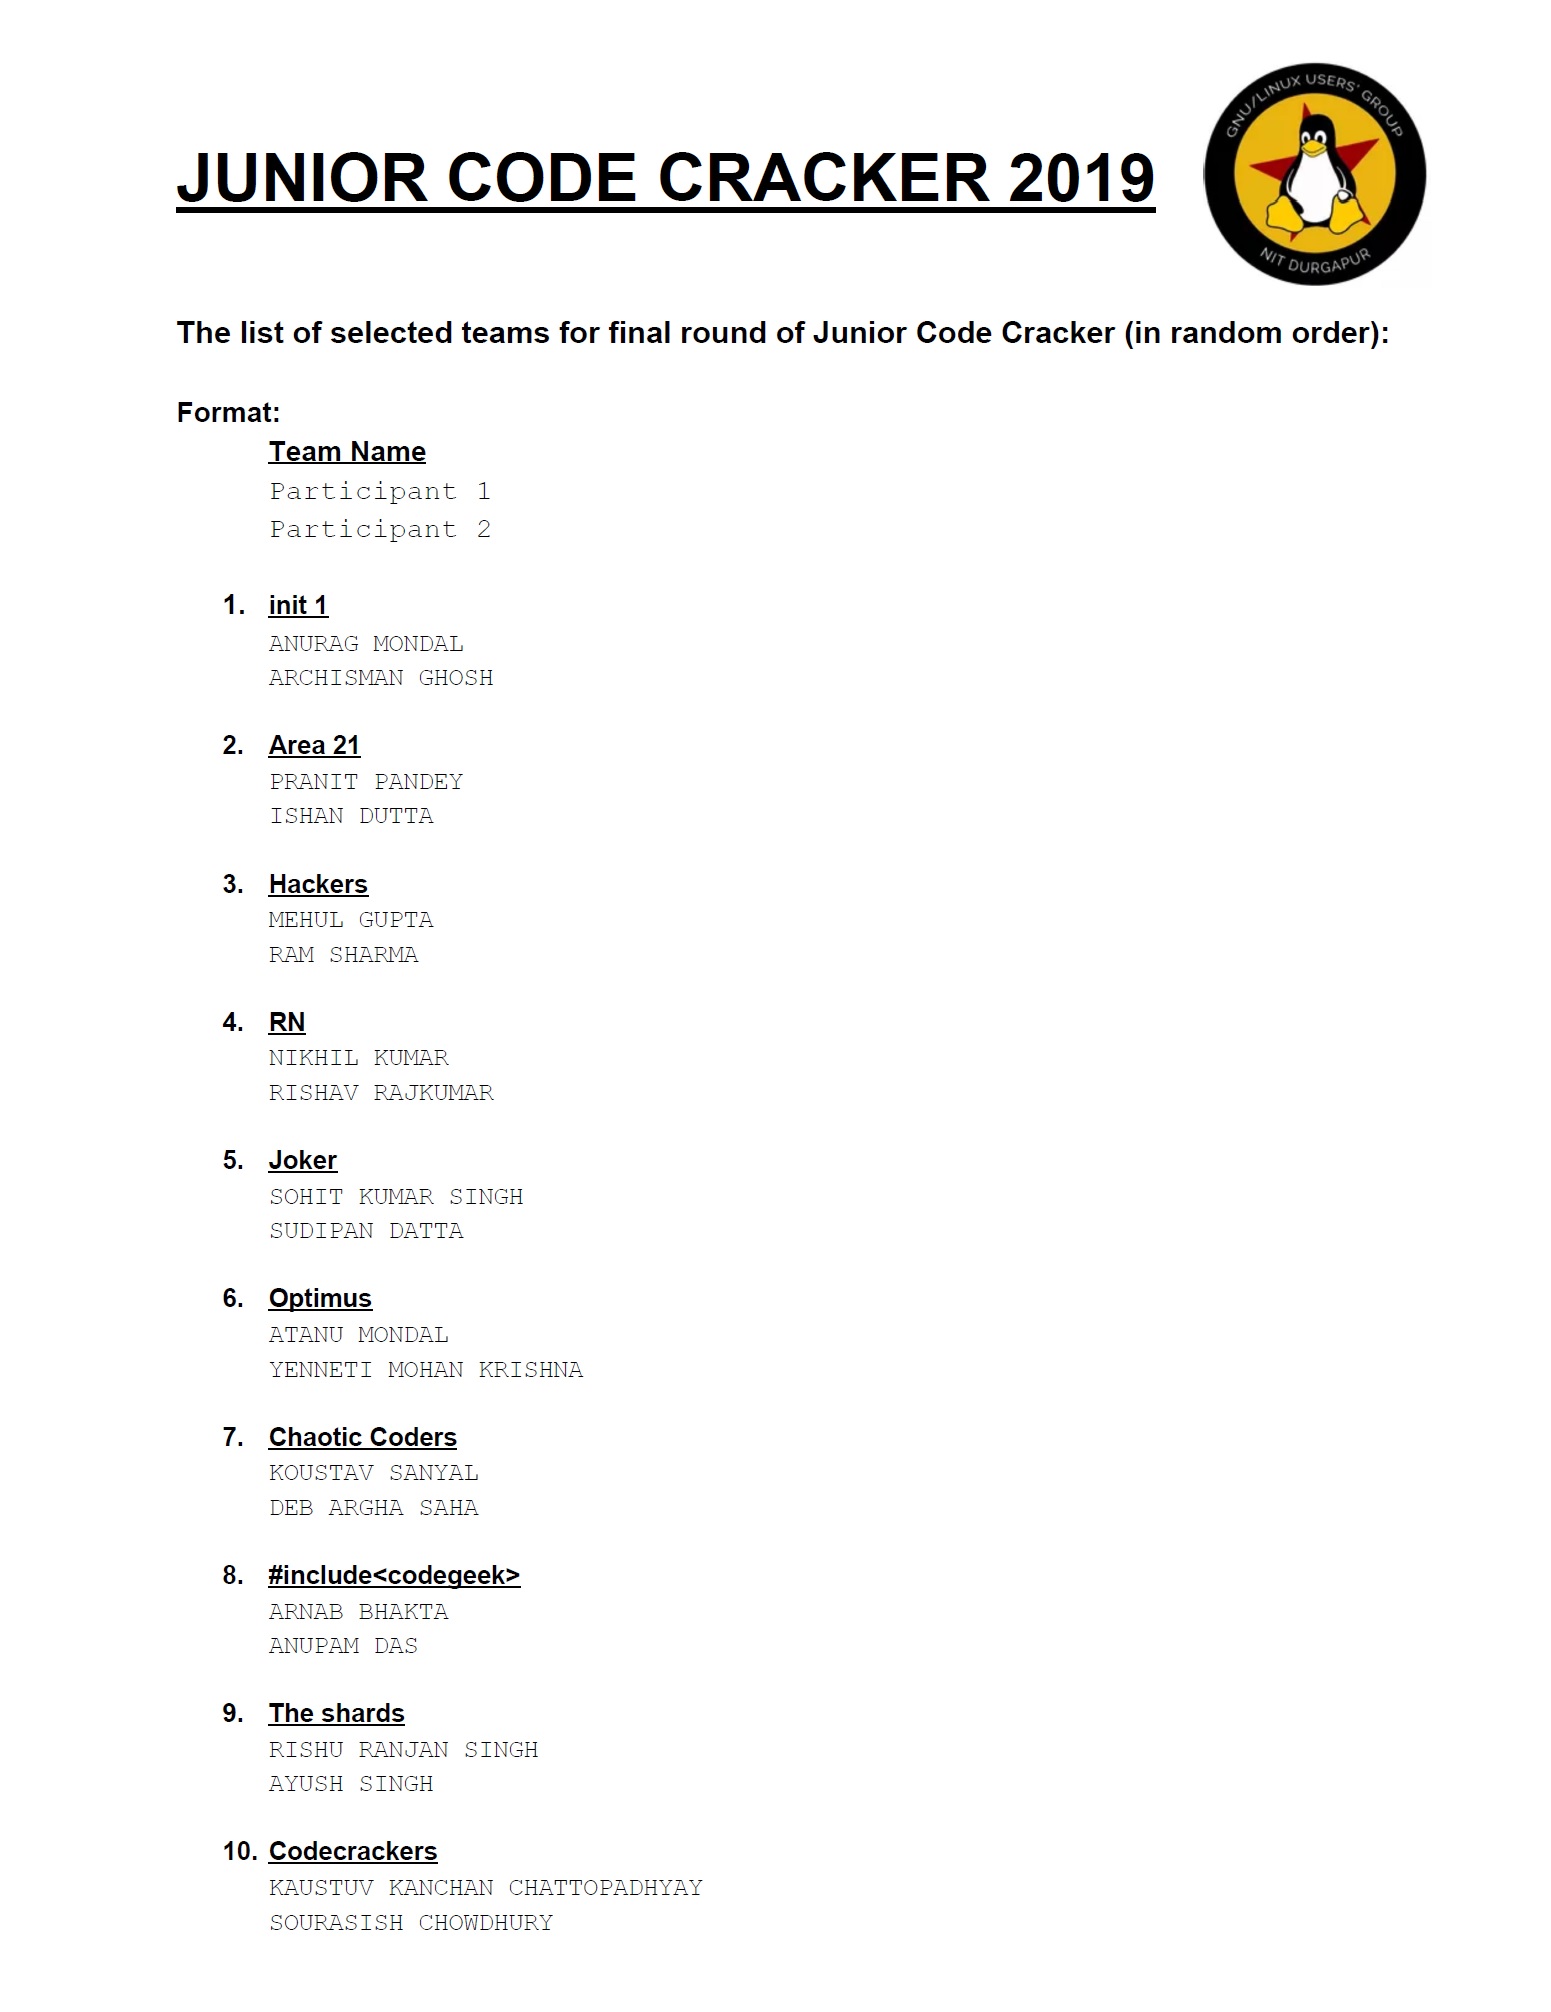 GNU/LINUX USERS' GROUP
NIT DURGAPUR
JUNIOR CODE CRACKER 2019
The list of selected teams for final round of Junior Code Cracker (in random order):
Format:
Team Name
Participant 1
Participant 2
1. init 1
ANURAG MONDAL
ARCHISMAN GHOSH
2. Area 21
PRANIT PANDEY
ISHAN DUTTA
3. Hackers
MEHUL GUPTA
RAM SHARMA
4. RN
NIKHIL KUMAR
RISHAV RAJKUMAR
5. Joker
SOHIT KUMAR SINGH
SUDIPAN DATTA
6. Optimus
ATANU MONDAL
YENNETI MOHAN KRISHNA
7. Chaotic Coders
KOUSTAV SANYAL
DEB ARGHA SAHA
8. #include<codegeek>
ARNAB BHAKTA
ANUPAM DAS
9. The shards
RISHU RANJAN SINGH
AYUSH SINGH
10. Codecrackers
KAUSTUV KANCHAN CHATTOPADHYAY
SOURASISH CHOWDHURY